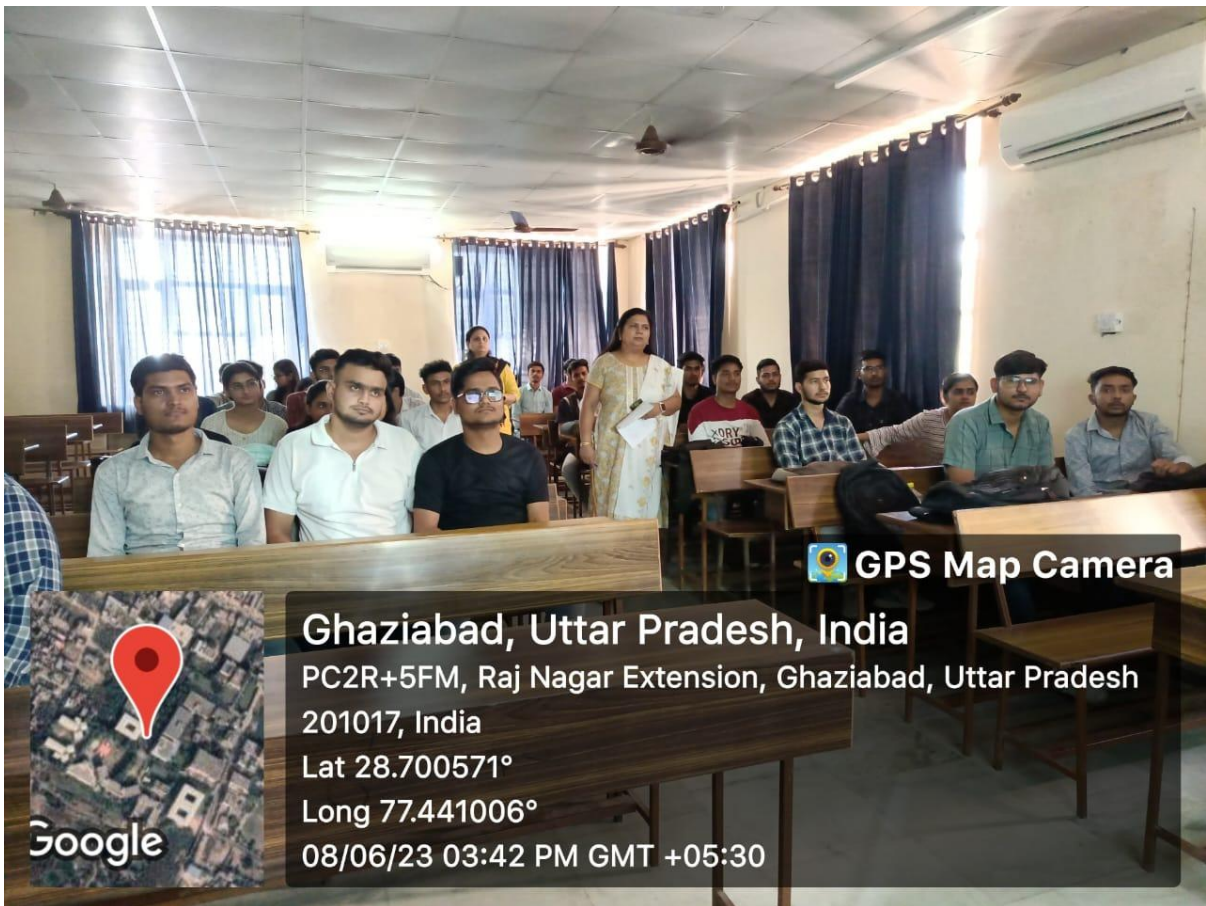 XORY
GPS Map Camera
Ghaziabad, Uttar Pradesh, India
PC2R+5FM, Raj Nagar Extension, Ghaziabad, Uttar Pradesh
201017, India
Lat 28.700571°
Long 77.441006°
08/06/23 03:42 PM GMT +05:30
Google